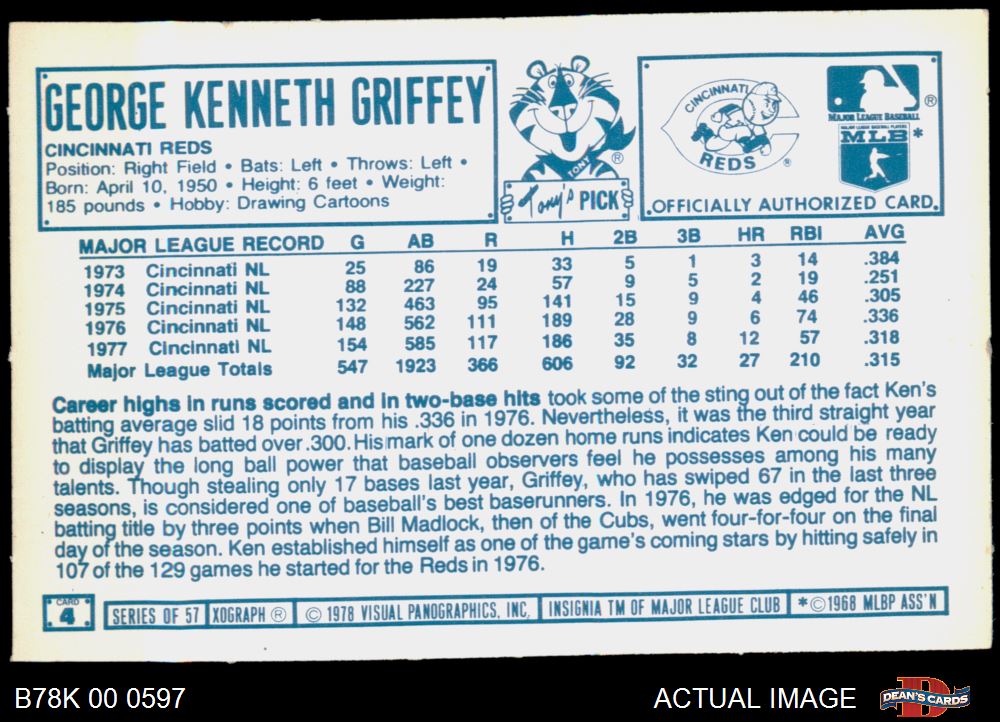 GEORGE KENNETH GRIFFEY
CINCINNATI REDS
Position: Right Field • Bats: Left • Throws: Left •
Born: April 10, 1950 • Height: 6 feet • Weight:
185 pounds • Hobby: Drawing Cartoons
TONY
®
Tony's PICK
CINCINNATI
REDS
®
®
MAJOR LEAGUE BASEBALL
MAJOR LEAGUE BASEBALL PLAYERS
MLB *
OFFICIALLY AUTHORIZED CARD.
MAJOR LEAGUE RECORD G AB R H 2B 3B HR RBI AVG
1973 Cincinnati NL 25 86 19 33 5 1 3 14 .384
1974 Cincinnati NL 88 227 24 57 9 5 2 19 .251
1975 Cincinnati NL 132 463 95 141 15 9 4 46 .305
1976 Cincinnati NL 148 562 111 189 28 9 6 74 .336
1977 Cincinnati NL 154 585 117 186 35 8 12 57 .318
Major League Totals 547 1923 366 606 92 32 27 210 .315
Career highs in runs scored and in two-base hits took some of the sting out of the fact Ken's
batting average slid 18 points from his .336 in 1976. Nevertheless, it was the third straight year
that Griffey has batted over .300. His mark of one dozen home runs indicates Ken could be ready
to display the long ball power that baseball observers feel he possesses among his many
talents. Though stealing only 17 bases last year, Griffey, who has swiped 67 in the last three
seasons, is considered one of baseball's best baserunners. In 1976, he was edged for the NL
batting title by three points when Bill Madlock, then of the Cubs, went four-for-four on the final
day of the season. Ken established himself as one of the game's coming stars by hitting safely in
107 of the 129 games he started for the Reds in 1976.
CARD
4
SERIES OF 57 XOGRAPH ® © 1978 VISUAL PANOGRAPHICS, INC. INSIGNIA TM OF MAJOR LEAGUE CLUB *©1968 MLBP ASS'N
B78K 00 0597 ACTUAL IMAGE
D
DEAN'S CARDS